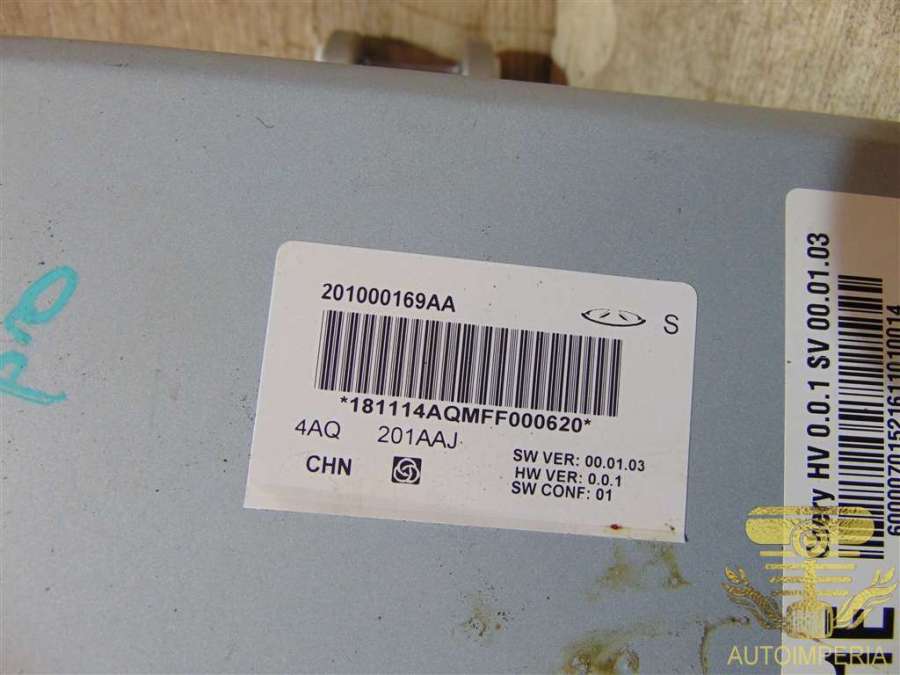 201000169AA
S
*181114AQMFF000620*
4AQ 201AAJ
CHN
SW VER: 00.01.03
HW VER: 0.0.1
SW CONF: 01
Chery HV 0.0.1 SV 00.01.03
AUTOIMPERIA